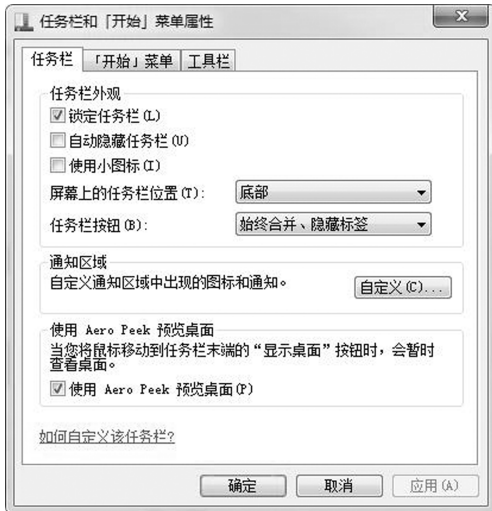 任务栏和「开始」菜单属性
任务栏 「开始」菜单 工具栏
任务栏外观
锁定任务栏(L)
自动隐藏任务栏(U)
使用小图标(I)
屏幕上的任务栏位置(T): 底部
任务栏按钮(B): 始终合并、隐藏标签
通知区域
自定义通知区域中出现的图标和通知。 自定义(C)...
使用 Aero Peek 预览桌面
当您将鼠标移动到任务栏末端的“显示桌面”按钮时，会暂时
查看桌面。
使用 Aero Peek 预览桌面(P)
如何自定义该任务栏?
确定 取消 应用(A)